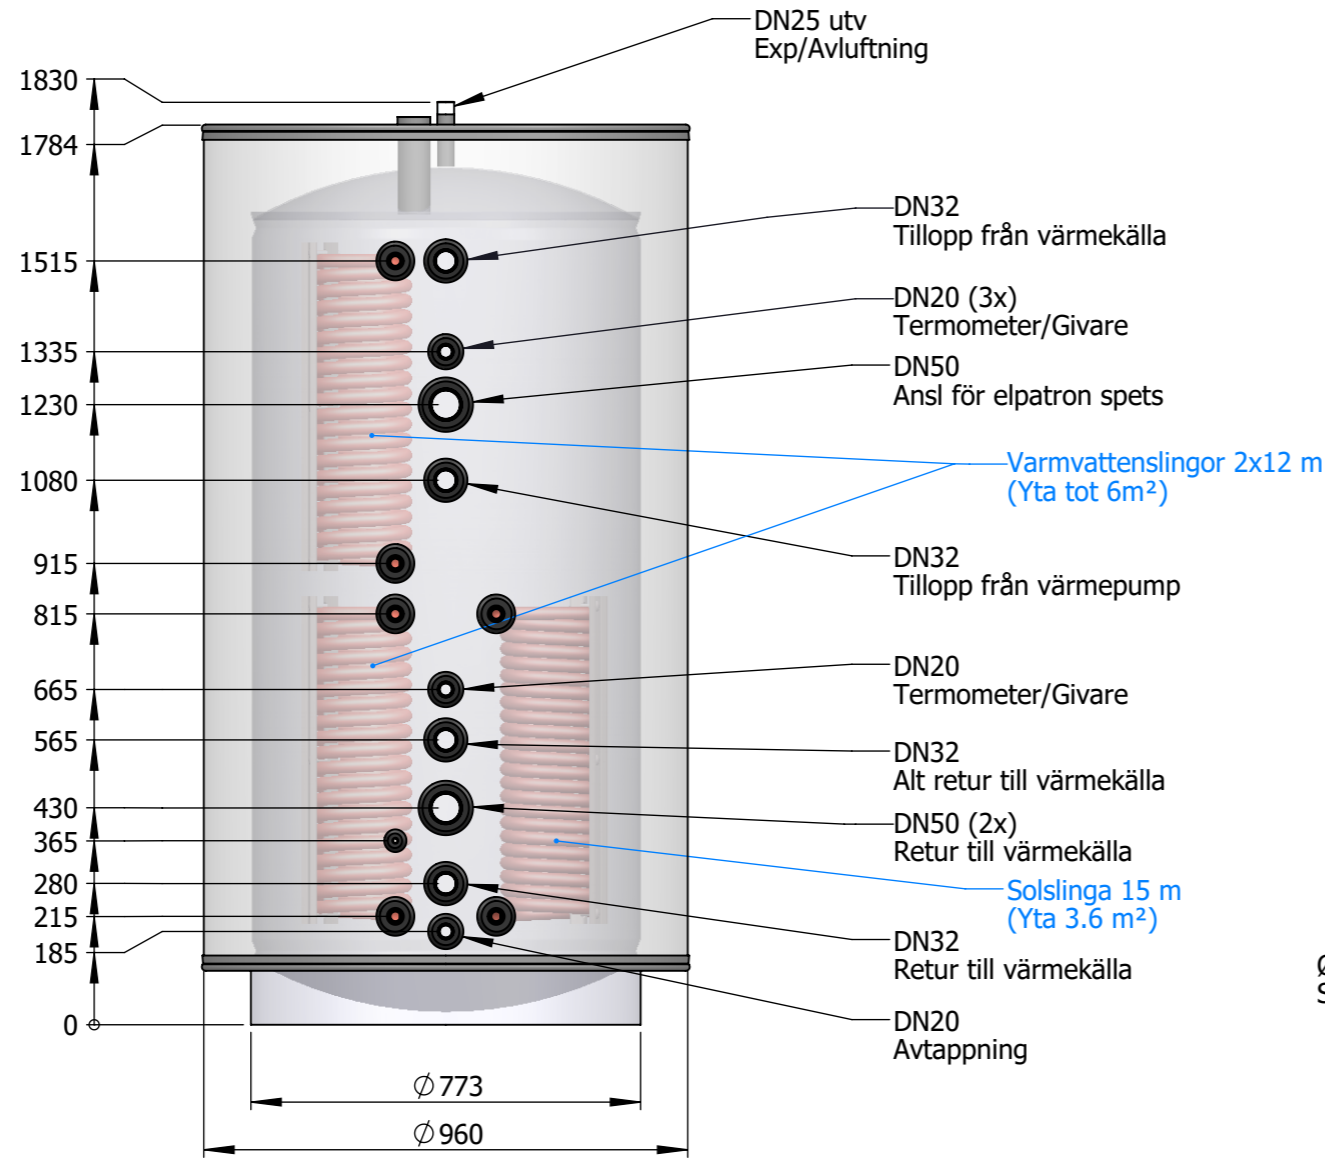 DN25 utv
Exp/Avluftning
1830
1784
1515
1335
1230
1080
915
815
665
565
430
365
280
215
185
0
DN32
Tillopp från värmekälla
DN20 (3x)
Termometer/Givare
DN50
Ansl för elpatron spets
Varmvattenslingor 2x12 m
(Yta tot 6m²)
DN32
Tillopp från värmepump
DN20
Termometer/Givare
DN32
Alt retur till värmekälla
DN50 (2x)
Retur till värmekälla
Solslinga 15 m
(Yta 3.6 m²)
DN32
Retur till värmekälla
DN20
Avtappning
∅773
∅960